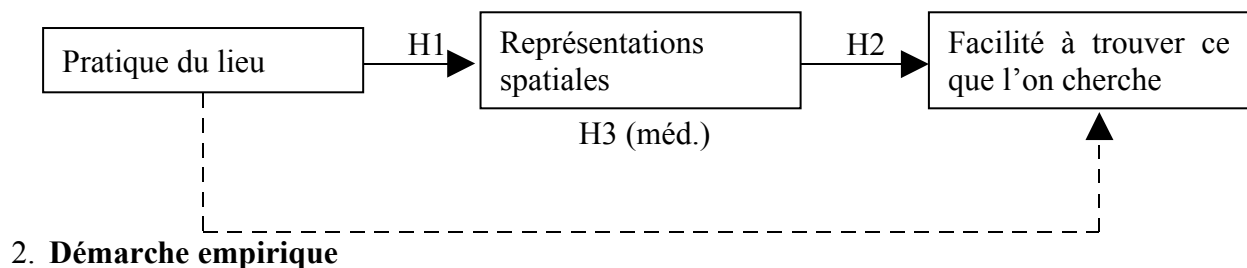 Pratique du lieu
H1
Représentations
spatiales
H2
Facilité à trouver ce
que l’on cherche
H3 (méd.)
2. Démarche empirique